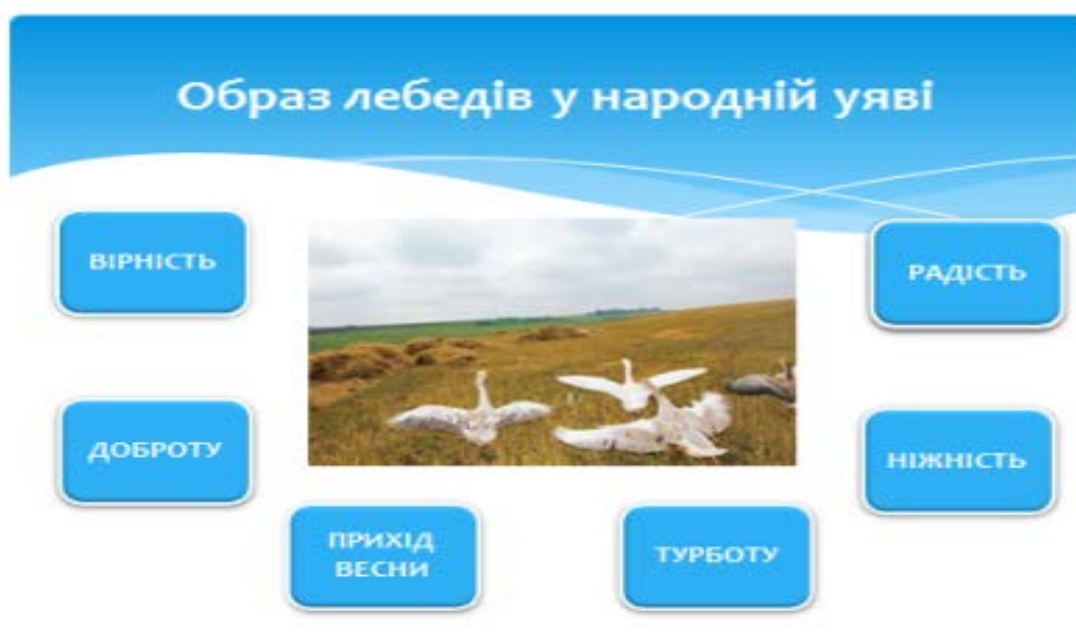 Образ лебедів у народній уяві
ВІРНІСТЬ
РАДІСТЬ
ДОБРОТУ
НІЖНІСТЬ
ПРИХІД
ВЕСНИ
ТУРБОТУ